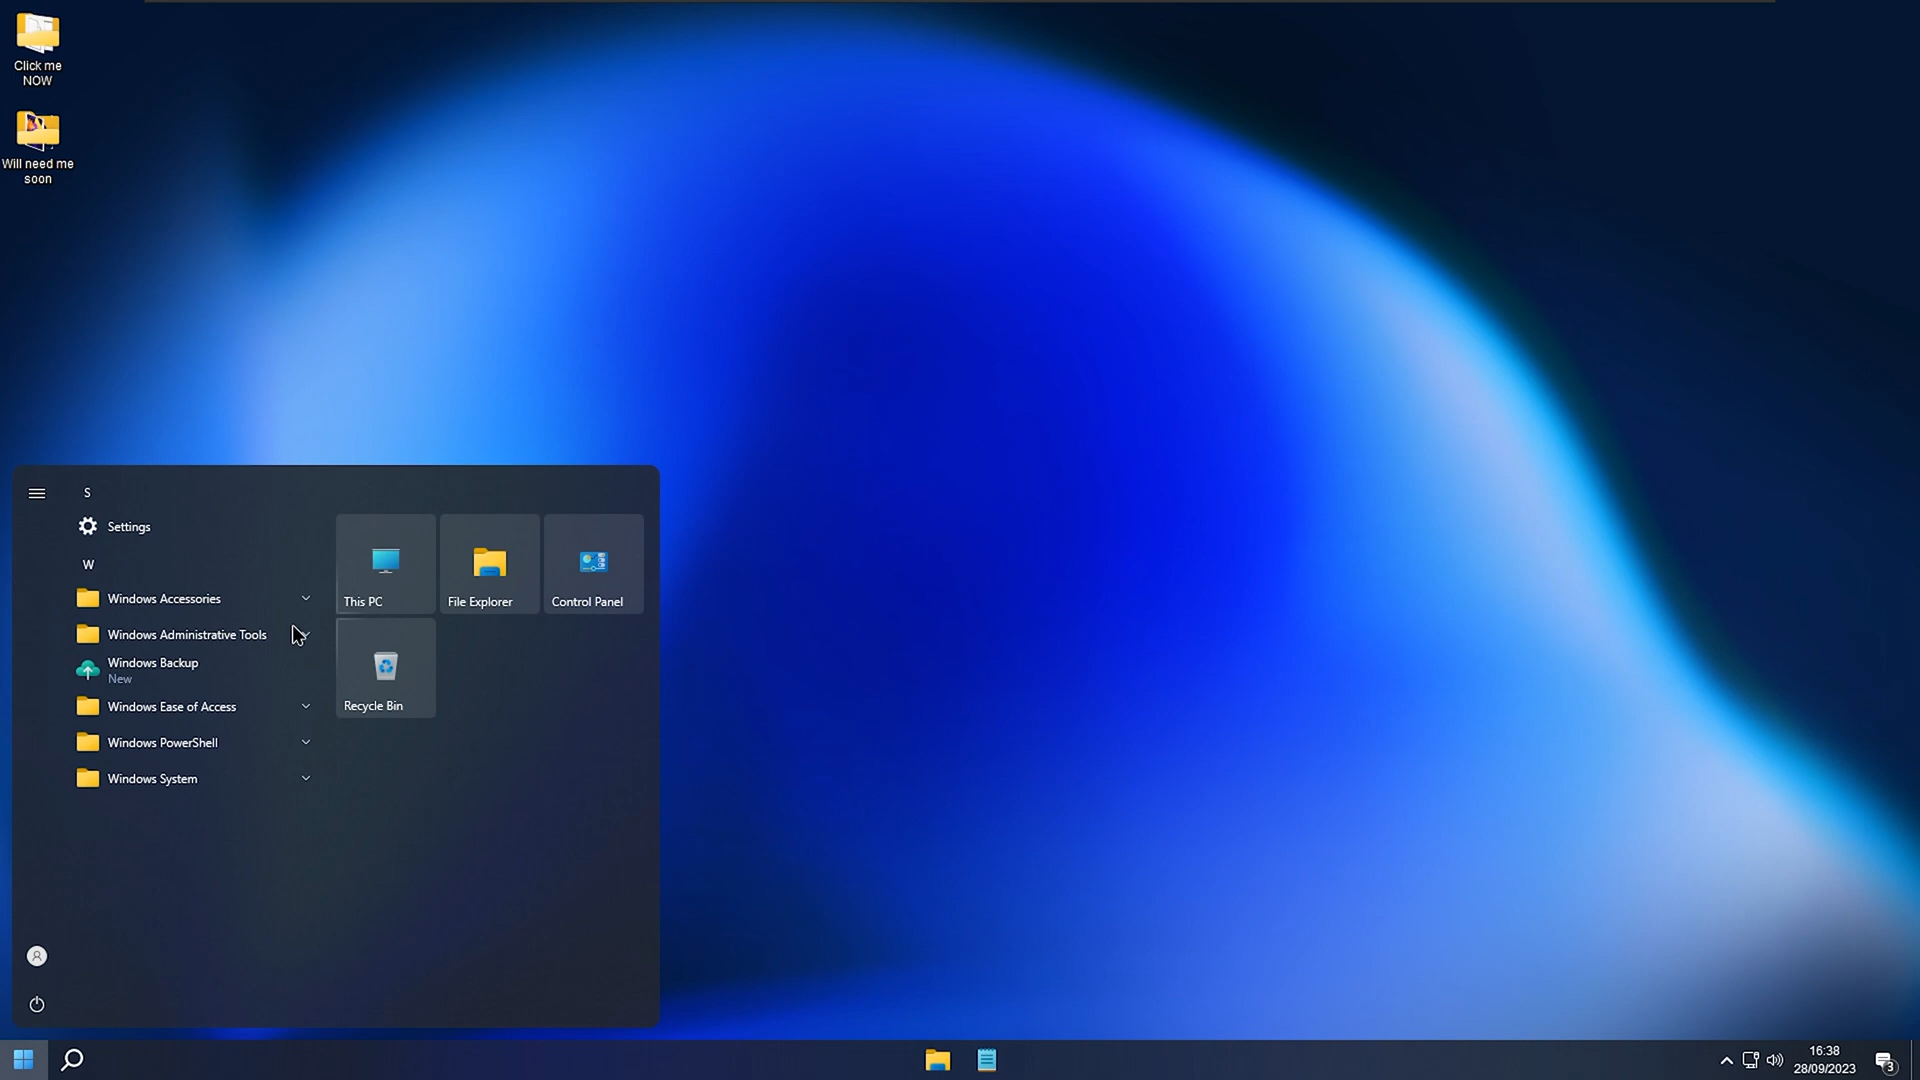 Click me
NOW
Will need me
soon
S
Settings
W
Windows Accessories
Windows Administrative Tools
Windows Backup
New
Windows Ease of Access
Windows PowerShell
Windows System
This PC
File Explorer
Control Panel
Recycle Bin
16:38
28/09/2023
3